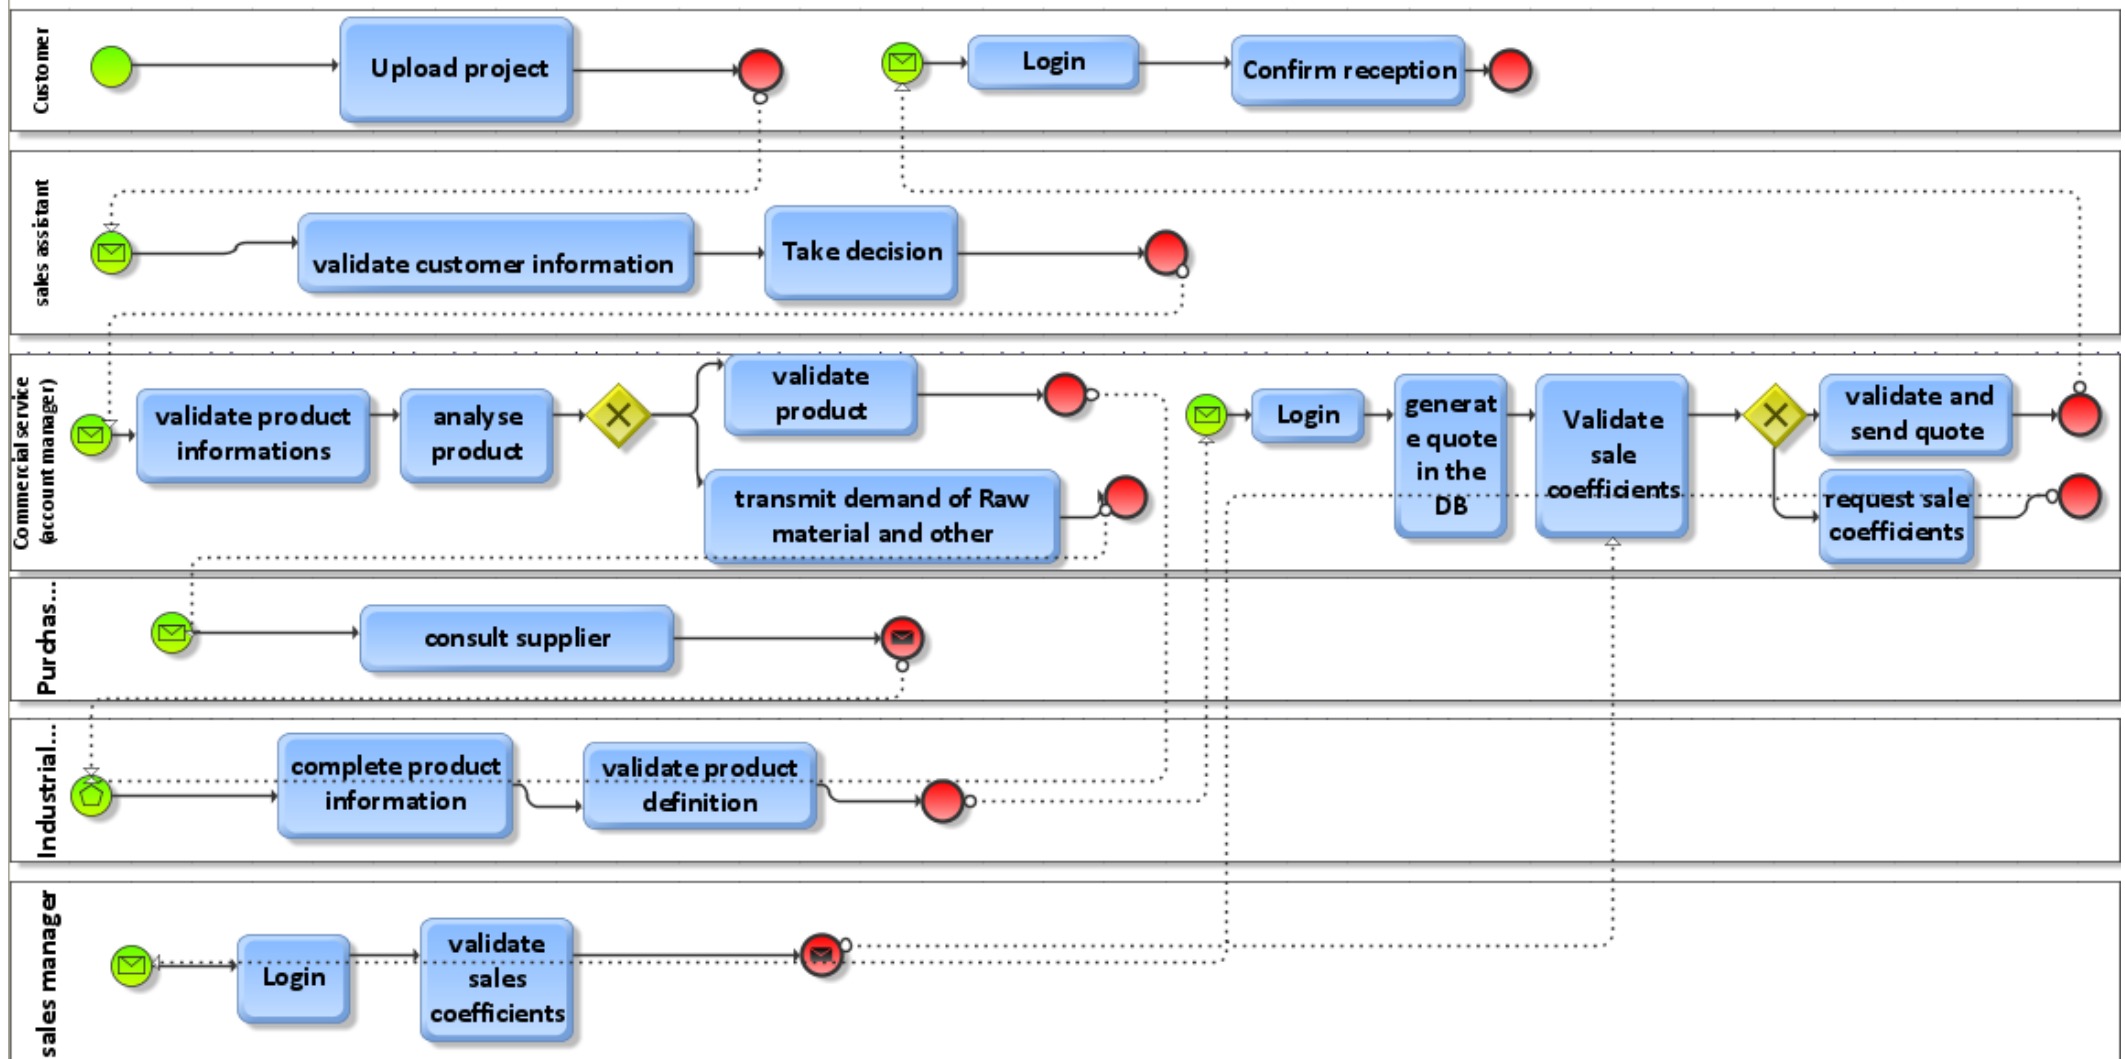 Customer
Upload project
Login
Confirm reception
sales assistant
validate customer information
Take decision
Commercial service
(account manager)
validate product
informations
analyse
product
validate
product
transmit demand of Raw
material and other
Login
generat
e quote
in the
DB
Validate
sale
coefficients
validate and
send quote
request sale
coefficients
Purchas...
consult supplier
Industrial...
complete product
information
validate product
definition
sales manager
Login
validate
sales
coefficients